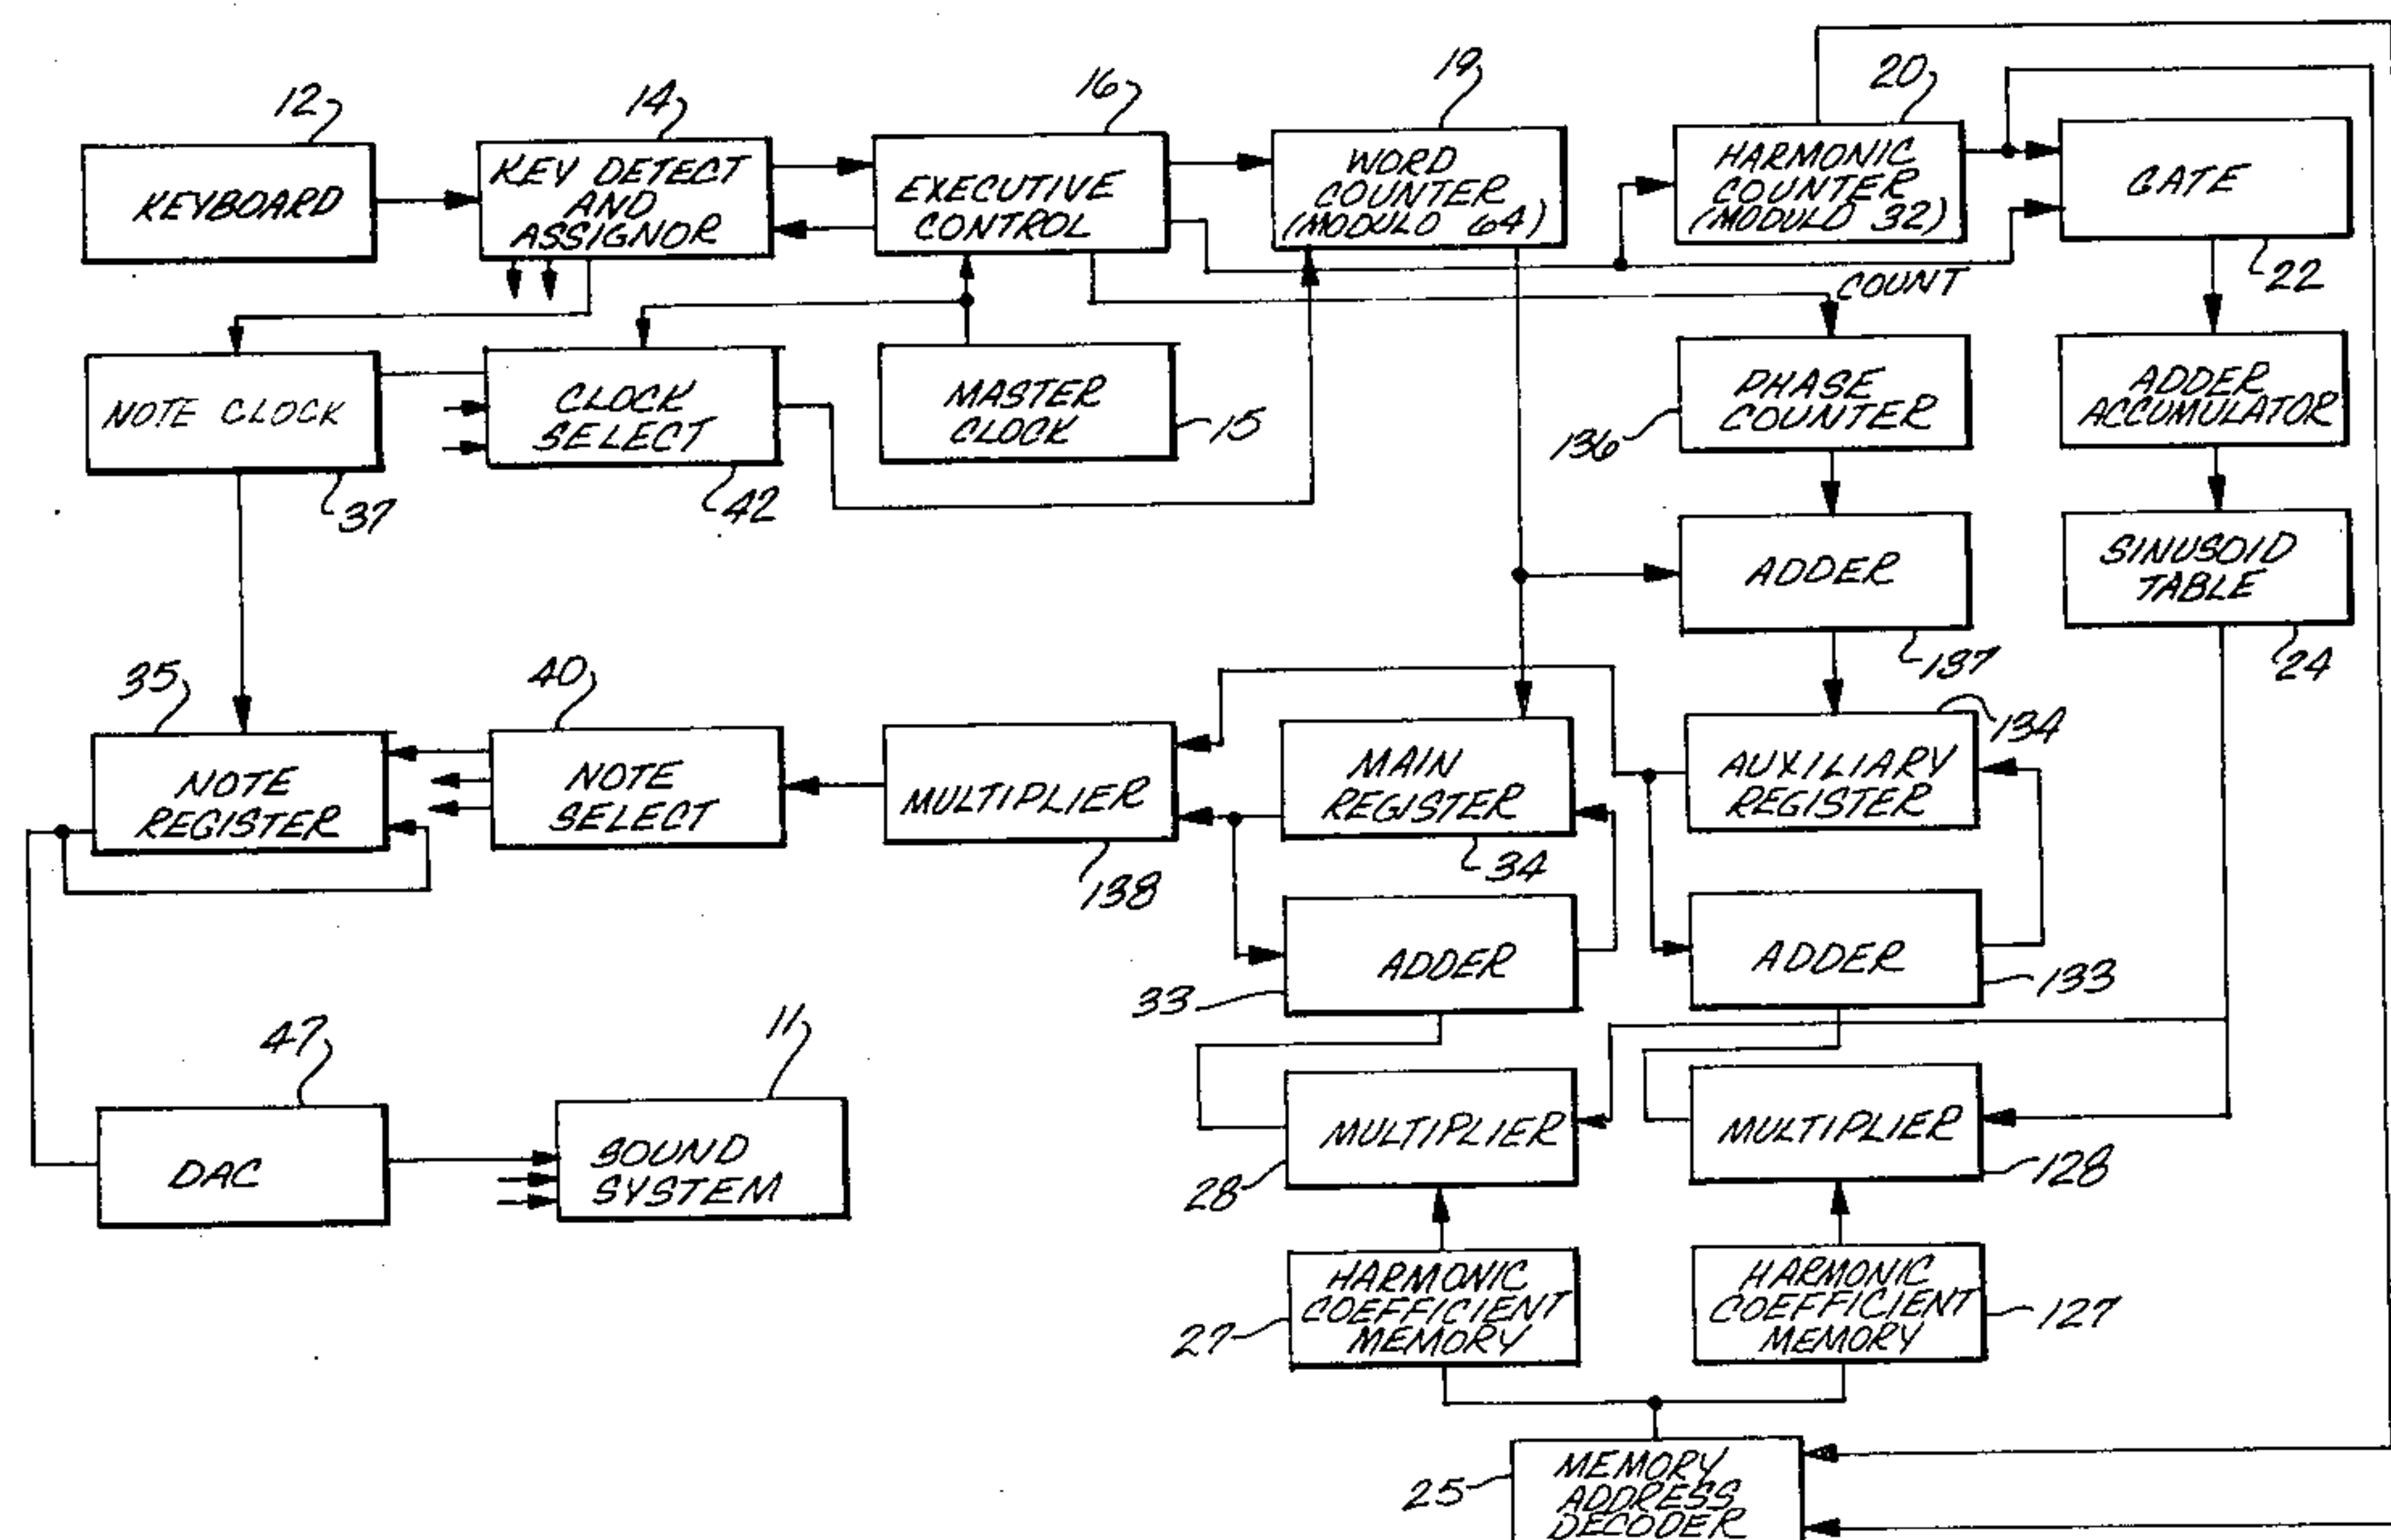 12
14
16
19
20
KEYBOARD
KEY DETECT
AND
ASSIGNOR
EXECUTIVE
CONTROL
WORD
COUNTER
(MODULO 64)
HARMONIC
COUNTER
(MODULO 32)
GATE
22
COUNT
NOTE CLOCK
37
CLOCK
SELECT
42
MASTER
CLOCK
15
PHASE
COUNTER
136
ADDER
ACCUMULATOR
ADDER
137
SINUSOID
TABLE
24
35
NOTE
REGISTER
40
NOTE
SELECT
MULTIPLIER
138
MAIN
REGISTER
34
AUXILIARY
REGISTER
134
ADDER
33
ADDER
133
47
DAC
11
SOUND
SYSTEM
MULTIPLIER
28
MULTIPLIER
128
HARMONIC
COEFFICIENT
MEMORY
27
HARMONIC
COEFFICIENT
MEMORY
127
25
MEMORY
ADDRESS
DECODER